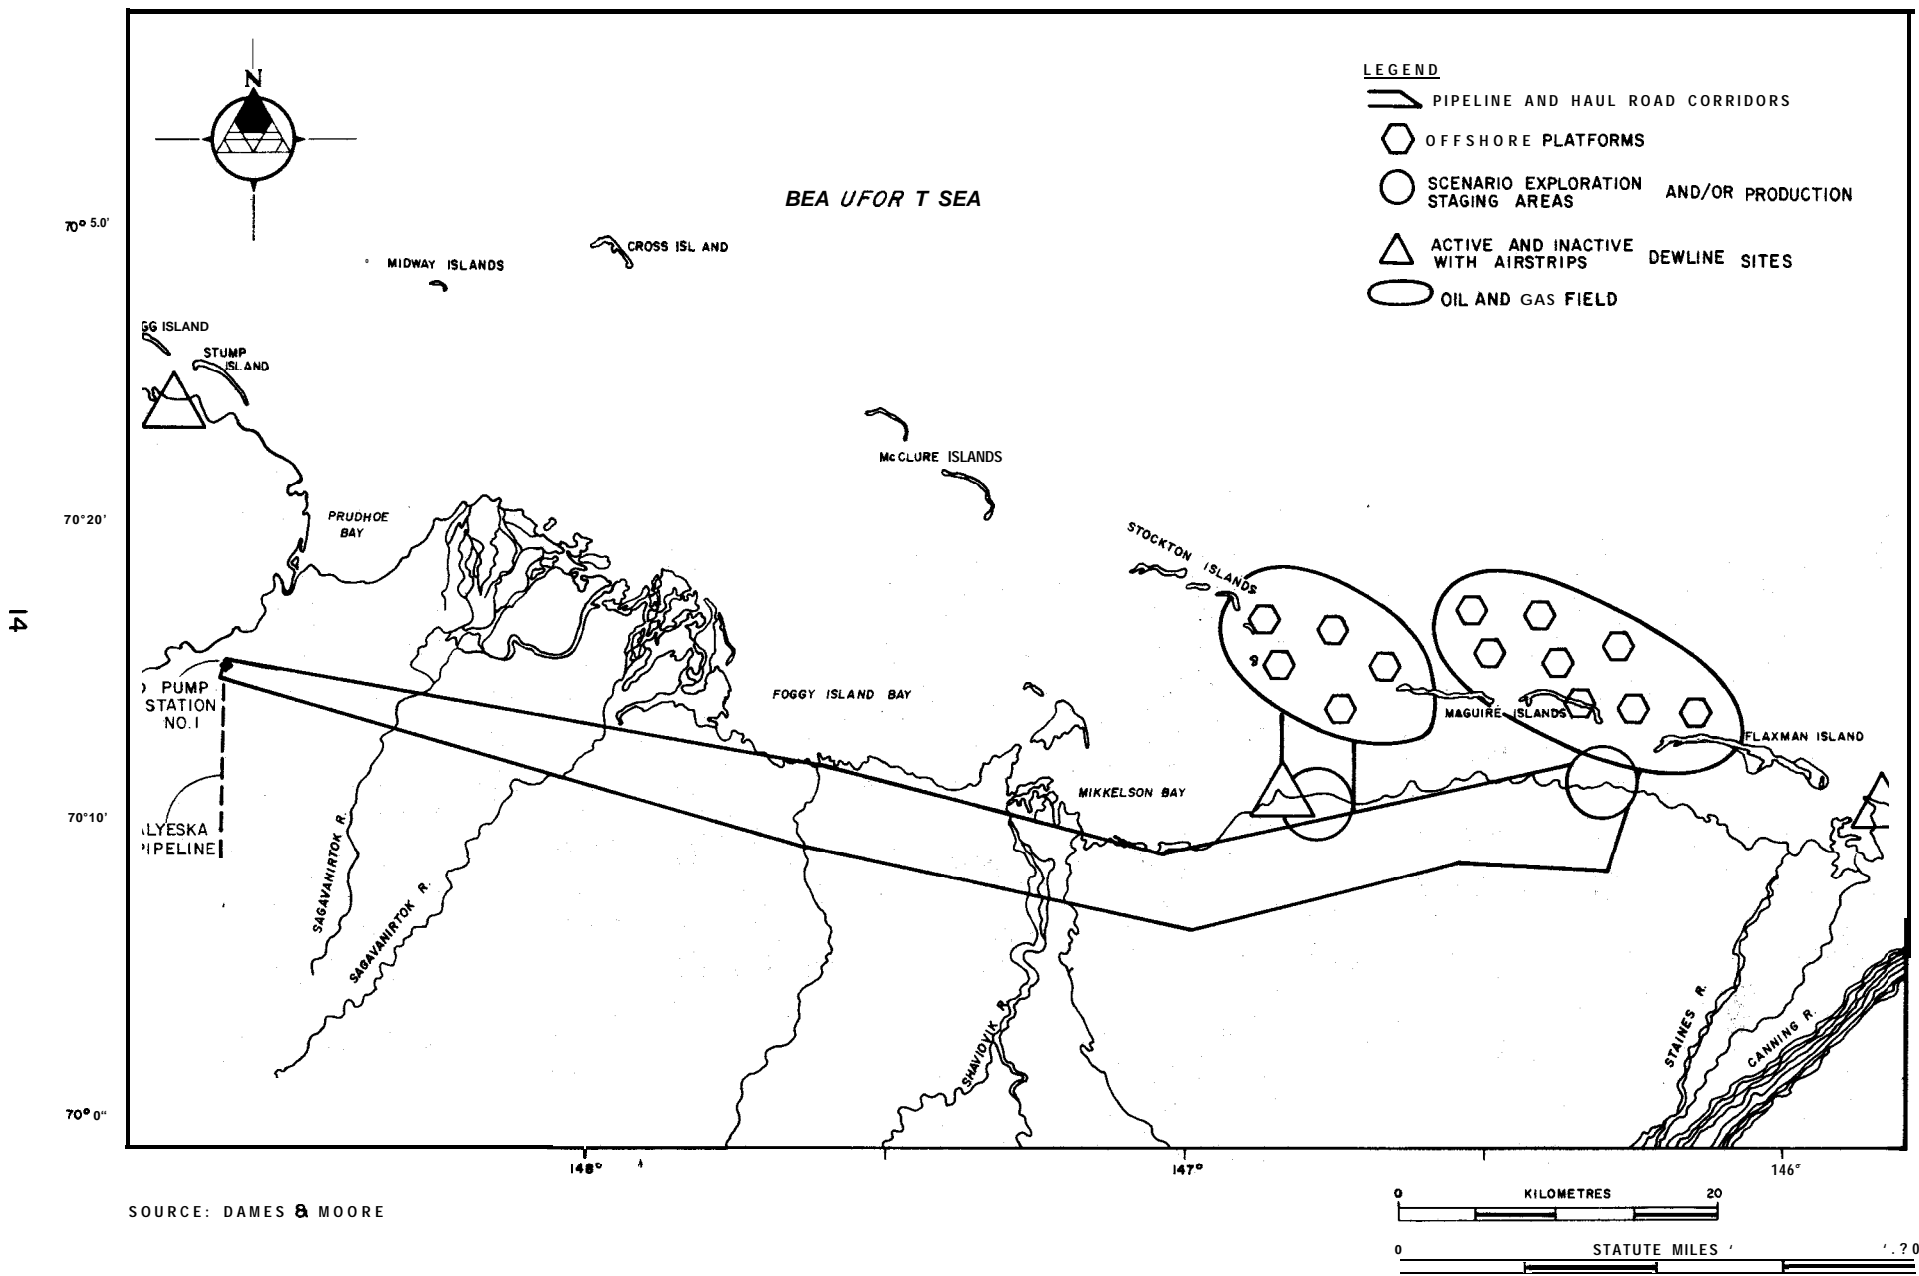 N
LEGEND
PIPELINE AND HAUL ROAD CORRIDORS
OFFSHORE PLATFORMS
SCENARIO EXPLORATION AND/OR PRODUCTION
STAGING AREAS
ACTIVE AND INACTIVE DEWLINE SITES
WITH AIRSTRIPS
OIL AND GAS FIELD
BEA UFOR T SEA
70° 5.0'
CROSS ISL AND
MIDWAY ISLANDS
GG ISLAND
STUMP
ISLAND
McCLURE ISLANDS
70°20'
PRUDHOE
BAY
STOCKTON ISLANDS
14
PUMP
STATION
NO.1
FOGGY ISLAND BAY
MAGUIRE ISLANDS
FLAXMAN ISLAND
MIKKELSON BAY
70°10'
LYESKA
PIPELINE
SAGAVANIRTOK R.
SAGAVANIRTOK R.
SHAVIOVIK R.
STAINES R.
CANNING R.
70° 0"
148°
147°
146°
0 KILOMETRES 20
SOURCE: DAMES & MOORE
0 STATUTE MILES ' '.?0